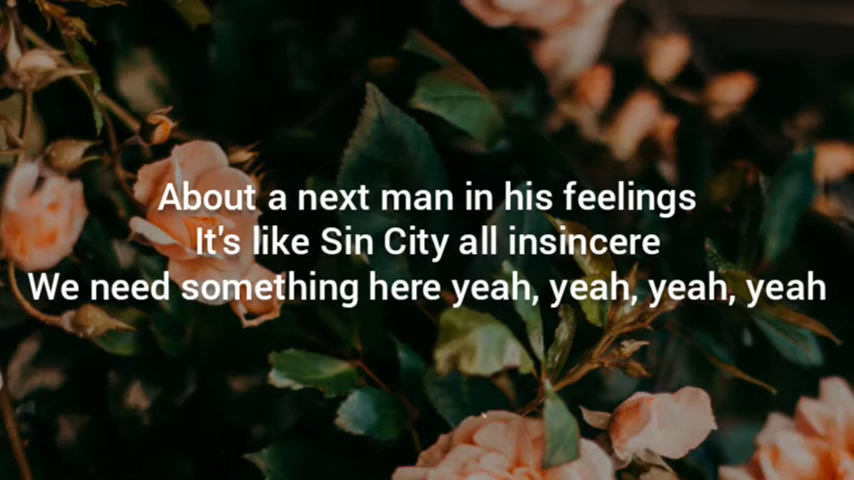 About a next man in his feelings
It's like Sin City all insincere
We need something here yeah, yeah, yeah, yeah